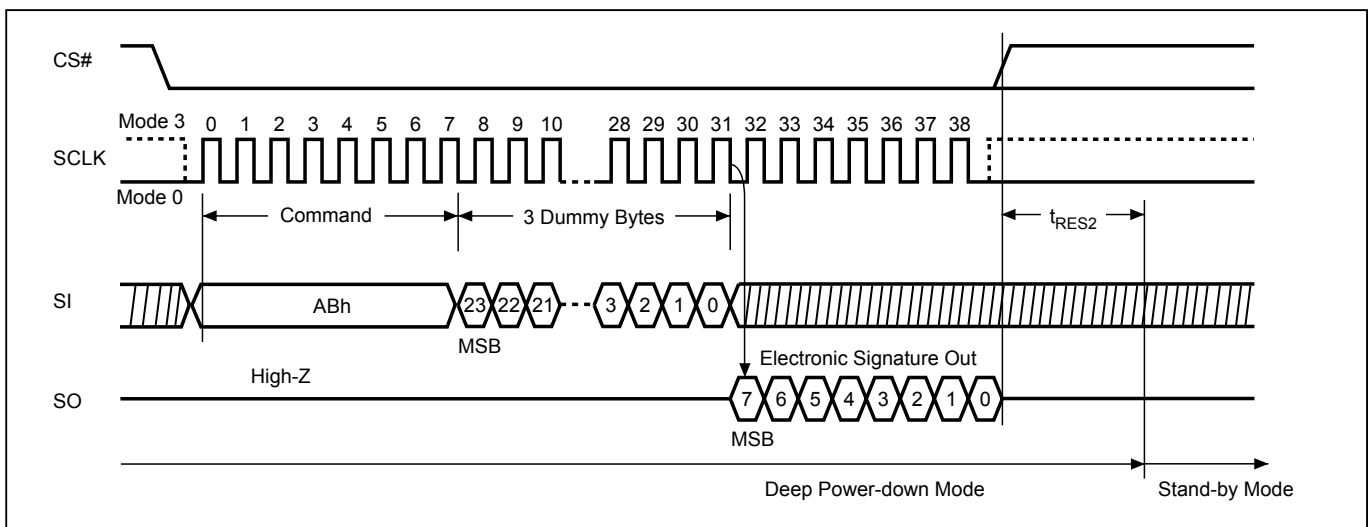 CS#
Mode 3 0 1 2 3 4 5 6 7 8 9 10 28 29 30 31 32 33 34 35 36 37 38
SCLK
Mode 0
Command 3 Dummy Bytes tRES2
SI ABh 23 22 21 3 2 1 0
MSB
Electronic Signature Out
High-Z
SO 7 6 5 4 3 2 1 0
MSB
Deep Power-down Mode Stand-by Mode